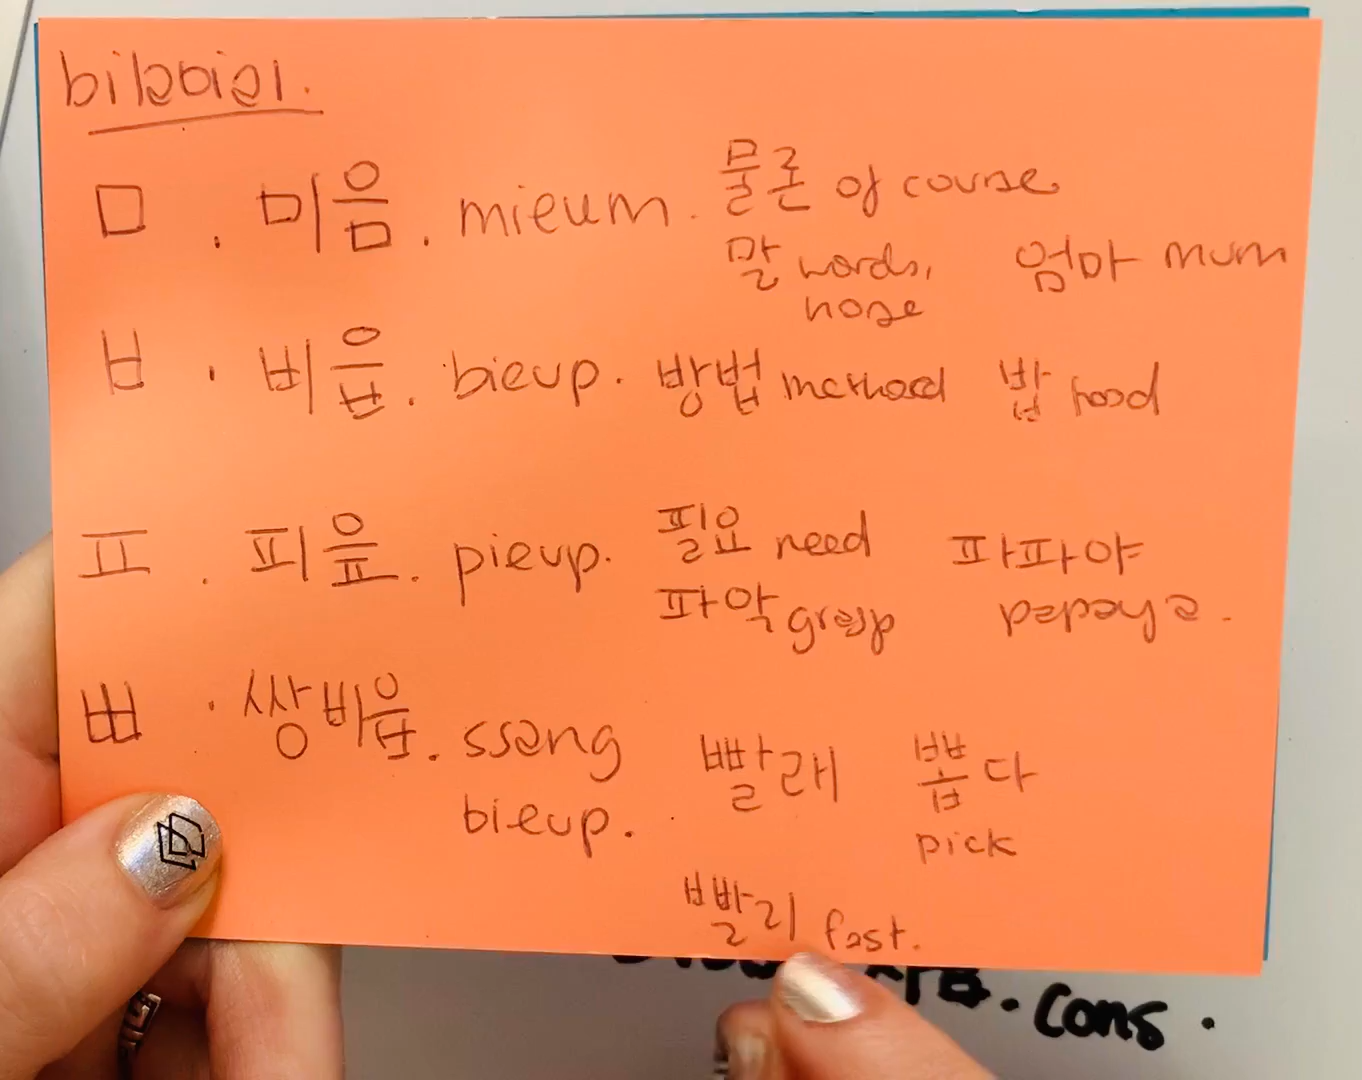 bilabial.
ㅁ . 미음 . mieum . 물론 of course
말 words, horse 엄마 mum
ㅂ . 비읍 . bieup . 방법 method 밥 food
ㅍ . 피읖 . pieup . 필요 need 파파야 papaya .
파악 grasp
ㅃ . 쌍비읍 . ssang bieup . 빨래 뽑다 pick
빨리 fast .
. Cons .